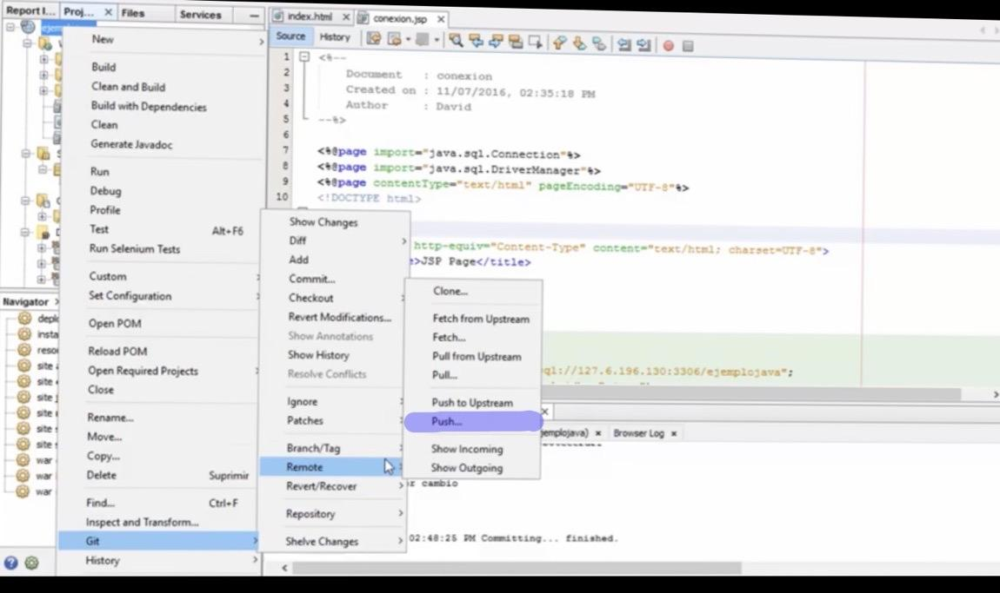 Report I...
Proj...
Files
Services
index.html
conexion.jsp
Source
History
New
Build
Clean and Build
Build with Dependencies
Clean
Generate Javadoc
Run
Debug
Profile
Test Alt+F6
Run Selenium Tests
Custom
Set Configuration
Open POM
Reload POM
Open Required Projects
Close
Rename...
Move...
Copy...
Delete Suprimir
Find... Ctrl+F
Inspect and Transform...
Git
History
Show Changes
Diff
Add
Commit...
Checkout
Revert Modifications...
Show Annotations
Show History
Resolve Conflicts
Ignore
Patches
Branch/Tag
Remote
Revert/Recover
Repository
Shelve Changes
Clone...
Fetch from Upstream
Fetch...
Pull from Upstream
Pull...
Push to Upstream
Push...
Show Incoming
Show Outgoing
1 <%--
2 Document : conexion
3 Created on : 11/07/2016, 02:35:18 PM
4 Author : David
5 --%>
6
7 <%@page import="java.sql.Connection"%>
8 <%@page import="java.sql.DriverManager"%>
9 <%@page contentType="text/html" pageEncoding="UTF-8"%>
10 <!DOCTYPE html>
http-equiv="Content-Type" content="text/html; charset=UTF-8">
>JSP Page</title>
ql://127.6.196.130:3306/ejemplojava";
Navigator
deplo
insta
resou
site
site
site
site
site
site
war
war
war
jemplojava)
Browser Log
r cambio
02:48:25 PM Committing... finished.